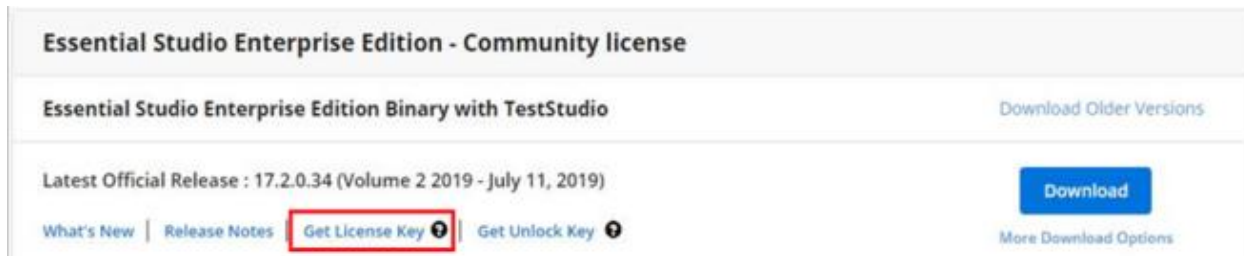 Essential Studio Enterprise Edition - Community license
Essential Studio Enterprise Edition Binary with TestStudio
Download Older Versions
Latest Official Release : 17.2.0.34 (Volume 2 2019 - July 11, 2019)
Download
What's New | Release Notes | Get License Key ? | Get Unlock Key ?
More Download Options